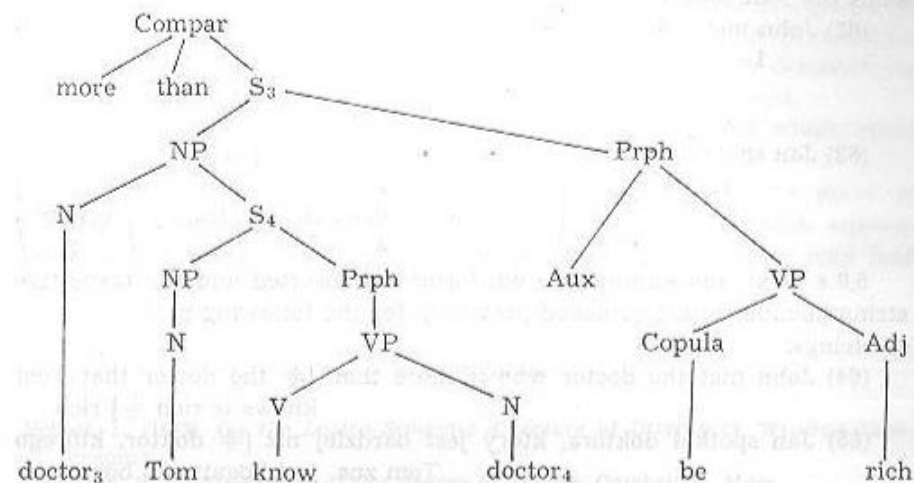 Compar
more than S₃
NP Prph
N S₄
NP Prph Aux VP
N VP Copula Adj
V N
doctor₃ Tom know doctor₄ be rich